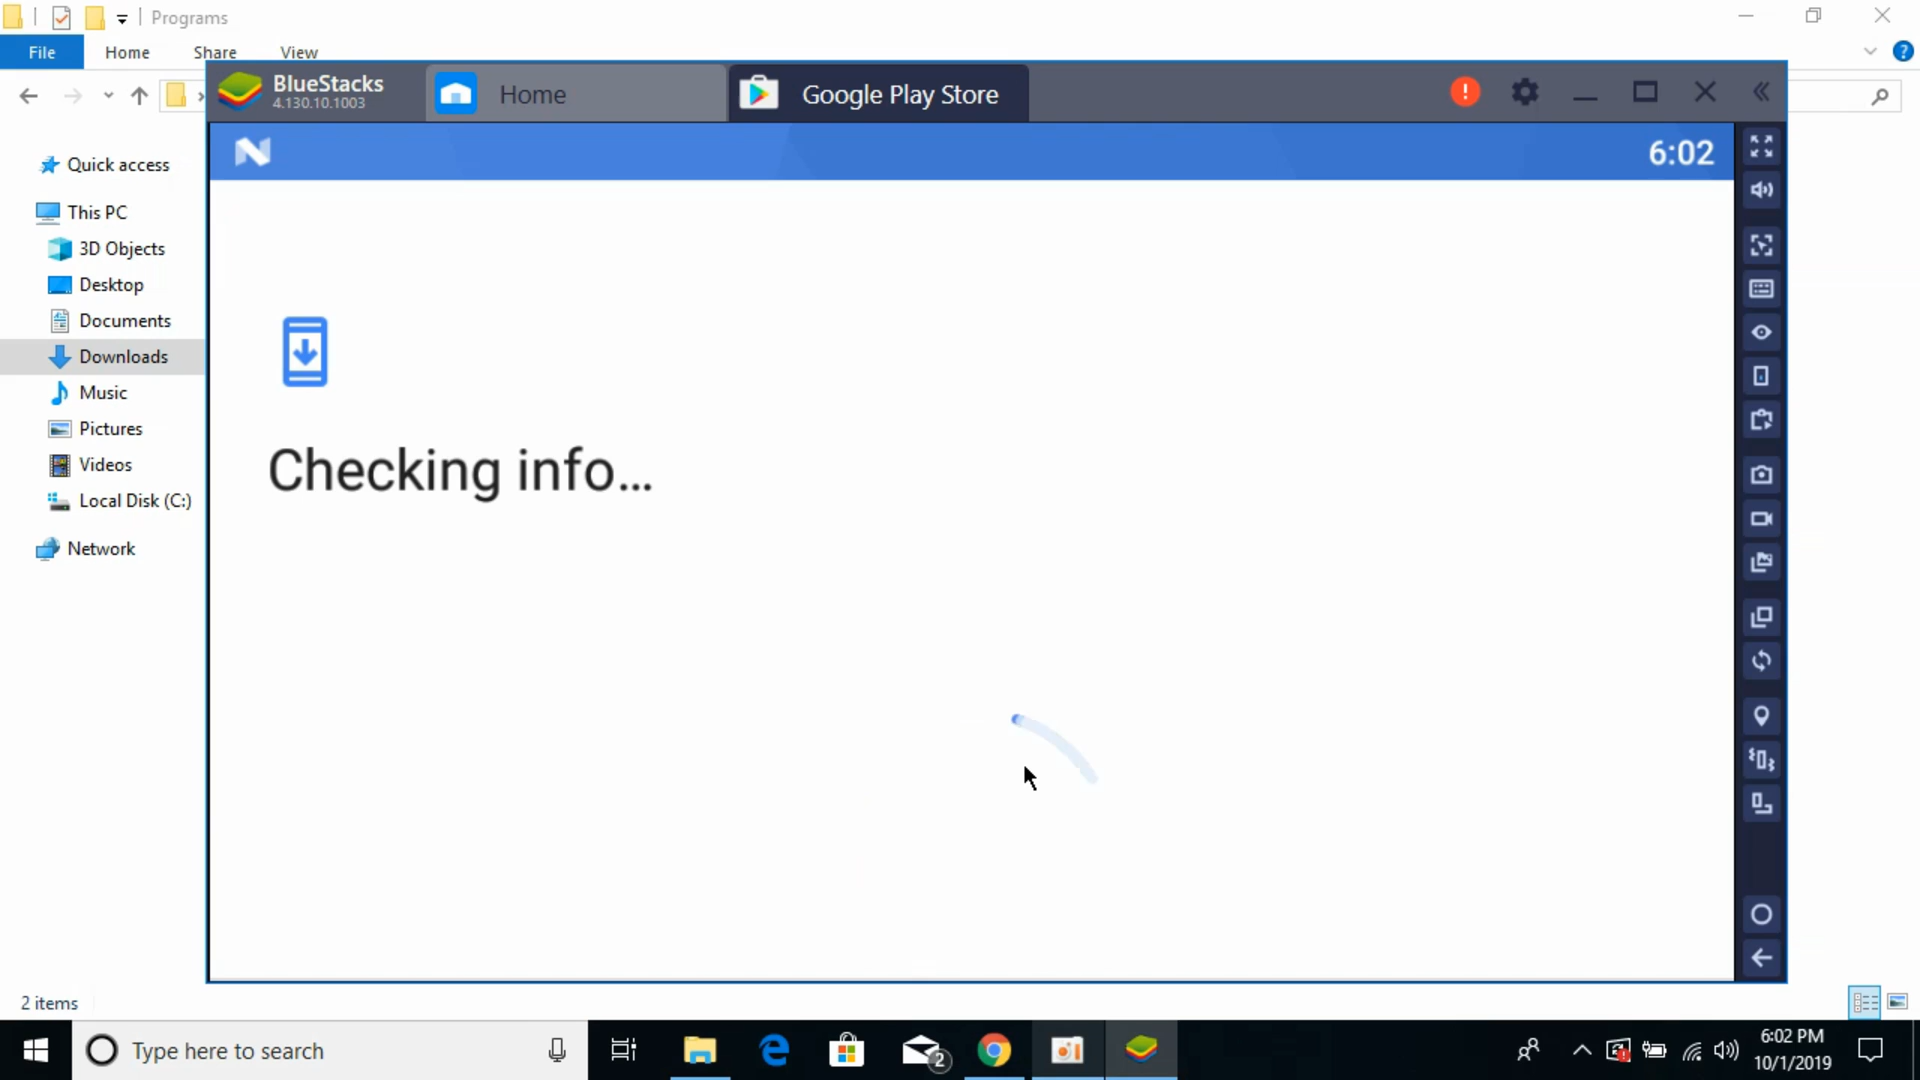 Programs
File
Home
Share
View
BlueStacks
4.130.10.1003
Home
Google Play Store
6:02
Quick access
This PC
3D Objects
Desktop
Documents
Downloads
Music
Pictures
Videos
Local Disk (C:)
Network
Checking info...
2 items
Type here to search
2
6:02 PM
10/1/2019